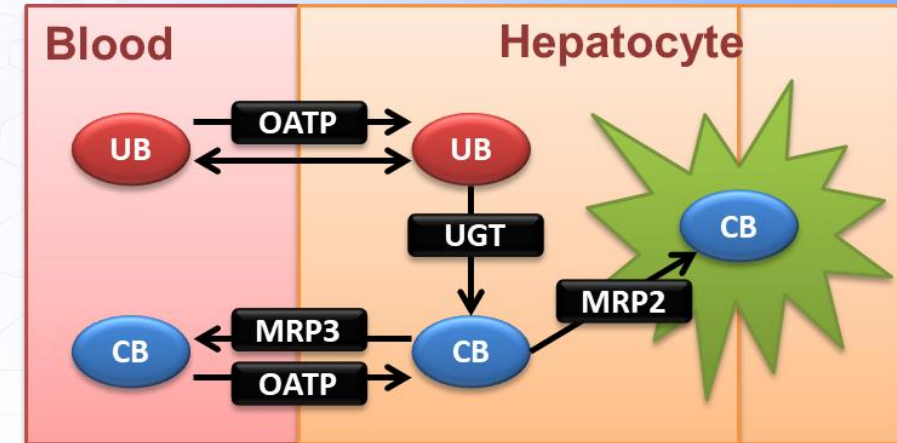 Blood
Hepatocyte
UB
OATP
UB
UGT
CB
MRP2
CB
MRP3
CB
OATP